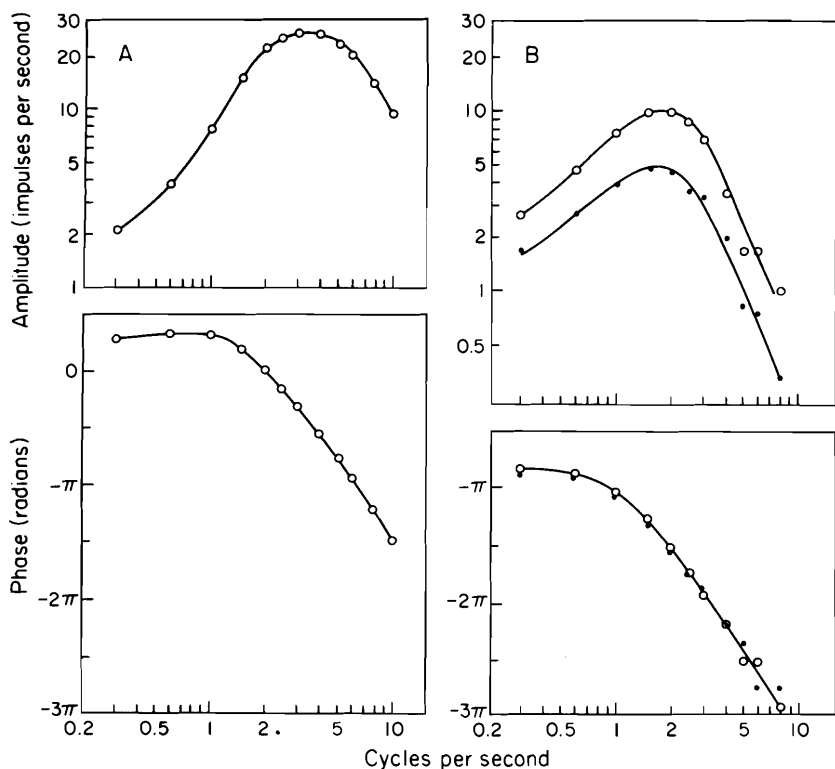 A
30
20
10
5
2
1
Amplitude (impulses per second)
B
30
20
10
5
2
1
0.5
0
-π
-2π
-3π
Phase (radians)
0.2
0.5
1
2.
5
10
-π
-2π
-3π
0.2
0.5
1
2
5
10
Cycles per second